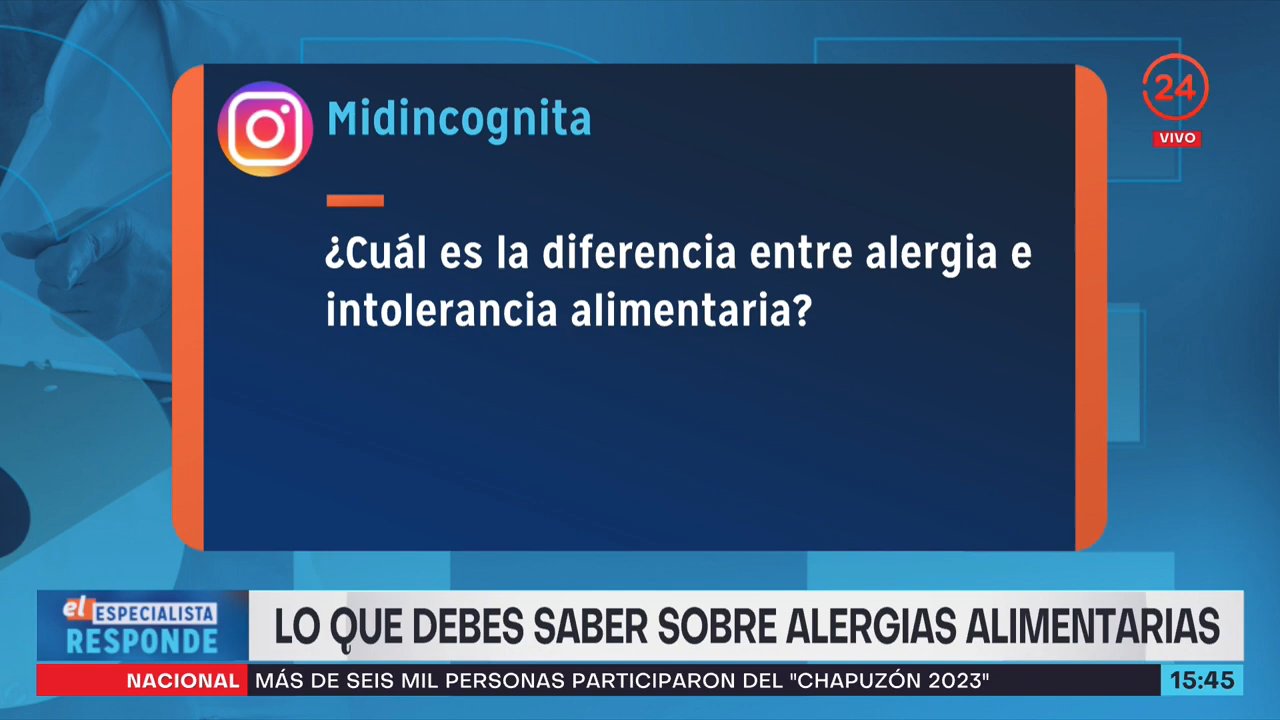 Midincognita
24
VIVO
¿Cuál es la diferencia entre alergia e
intolerancia alimentaria?
el ESPECIALISTA
RESPONDE
LO QUE DEBES SABER SOBRE ALERGIAS ALIMENTARIAS
NACIONAL MÁS DE SEIS MIL PERSONAS PARTICIPARON DEL "CHAPUZÓN 2023" 15:45